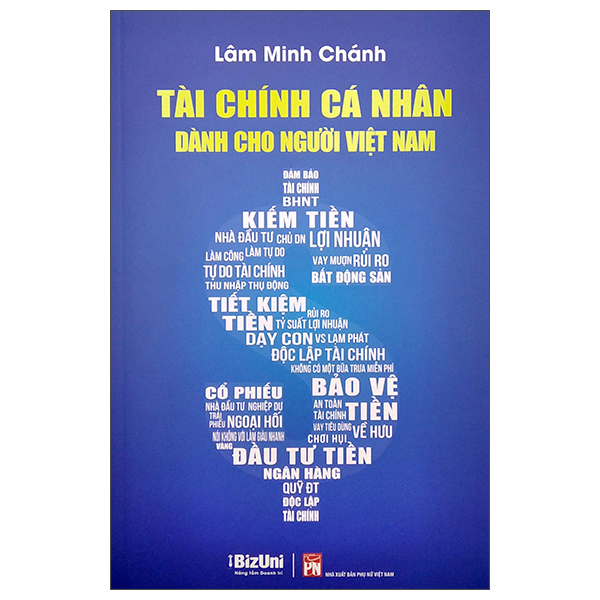 Lâm Minh Chánh
TÀI CHÍNH CÁ NHÂN
DÀNH CHO NGƯỜI VIỆT NAM
ĐẢM BẢO
TÀI CHÍNH
BHNT
KIẾM TIỀN
NHÀ ĐẦU TƯ CHỦ DN LỢI NHUẬN
LÀM CÔNG LÀM TỰ DO
VAY MƯỢN RỦI RO
TỰ DO TÀI CHÍNH
BẤT ĐỘNG SẢN
THU NHẬP THỤ ĐỘNG
TIẾT KIỆM
RỦI RO
TIỀN TỶ SUẤT LỢI NHUẬN
DẠY CON VS LẠM PHÁT
ĐỘC LẬP TÀI CHÍNH
KHÔNG CÓ MỘT BỮA TRƯA MIỄN PHÍ
CỔ PHIẾU
NHÀ ĐẦU TƯ NGHIỆP DƯ
TRÁI PHIẾU NGOẠI HỐI
NÓI KHÔNG VỚI LÀM GIÀU NHANH
VÀNG
BẢO VỆ
AN TOÀN
TÀI CHÍNH TIỀN
VAY TIÊU DÙNG VỀ HƯU
CHƠI HỤI
ĐẦU TƯ TIỀN
NGÂN HÀNG
QUỸ ĐT
ĐỘC LẬP
TÀI CHÍNH
BizUni
Nâng tầm Doanh trí
PN
NHÀ XUẤT BẢN PHỤ NỮ VIỆT NAM